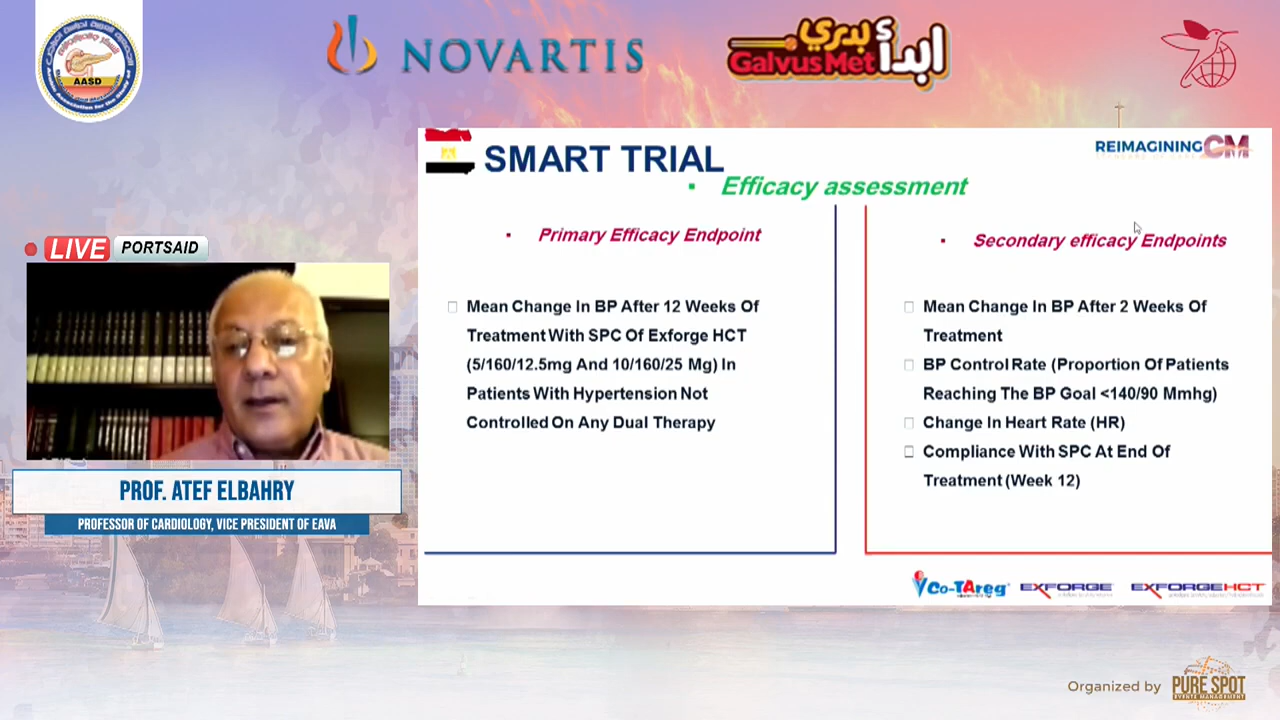 AASD
NOVARTIS
ابدأ بدري
GalvusMet
SMART TRIAL
REIMAGINING CM
▪ Efficacy assessment
▪ Primary Efficacy Endpoint
Mean Change In BP After 12 Weeks Of
Treatment With SPC Of Exforge HCT
(5/160/12.5mg And 10/160/25 Mg) In
Patients With Hypertension Not
Controlled On Any Dual Therapy
▪ Secondary efficacy Endpoints
Mean Change In BP After 2 Weeks Of
Treatment
BP Control Rate (Proportion Of Patients
Reaching The BP Goal <140/90 Mmhg)
Change In Heart Rate (HR)
Compliance With SPC At End Of
Treatment (Week 12)
LIVE PORTSAID
PROF. ATEF ELBAHRY
PROFESSOR OF CARDIOLOGY, VICE PRESIDENT OF EAVA
Co-TAreg EXFORGE EXFORGEHCT
Organized by PURE SPOT
EVENTS MANAGEMENT